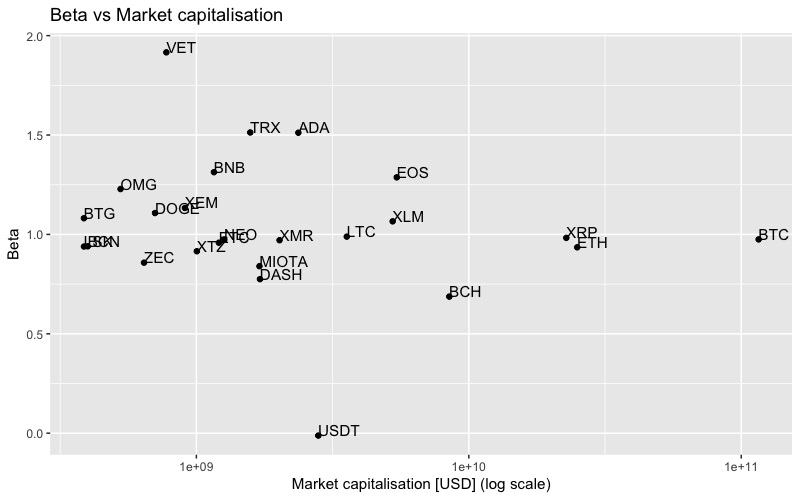 Beta vs Market capitalisation
2.0
VET
1.5
TRX
ADA
BNB
EOS
OMG
XEM
DOGE
BTG
XLM
1.0
LTC
XRP
BTC
NEO
ETC
XMR
ETH
LSK
XTZ
ZEC
MIOTA
DASH
BCH
0.5
USDT
0.0
Beta
1e+09
1e+10
1e+11
Market capitalisation [USD] (log scale)